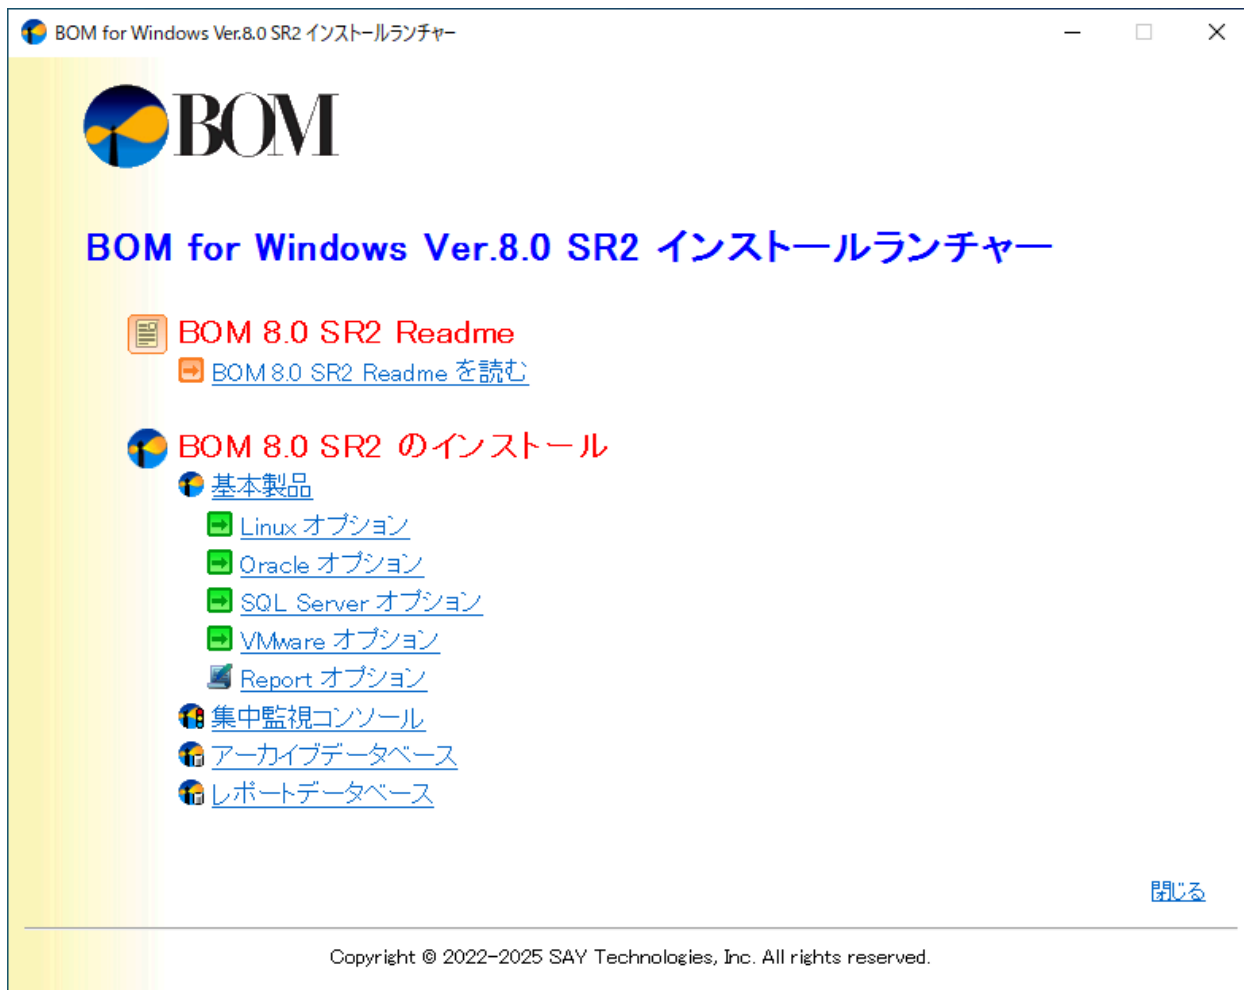 BOM for Windows Ver.8.0 SR2 インストールランチャー
BOM
BOM for Windows Ver.8.0 SR2 インストールランチャー
BOM 8.0 SR2 Readme
BOM 8.0 SR2 Readme を読む
BOM 8.0 SR2 のインストール
基本製品
Linux オプション
Oracle オプション
SQL Server オプション
VMware オプション
Report オプション
集中監視コンソール
アーカイブデータベース
レポートデータベース
閉じる
Copyright © 2022-2025 SAY Technologies, Inc. All rights reserved.